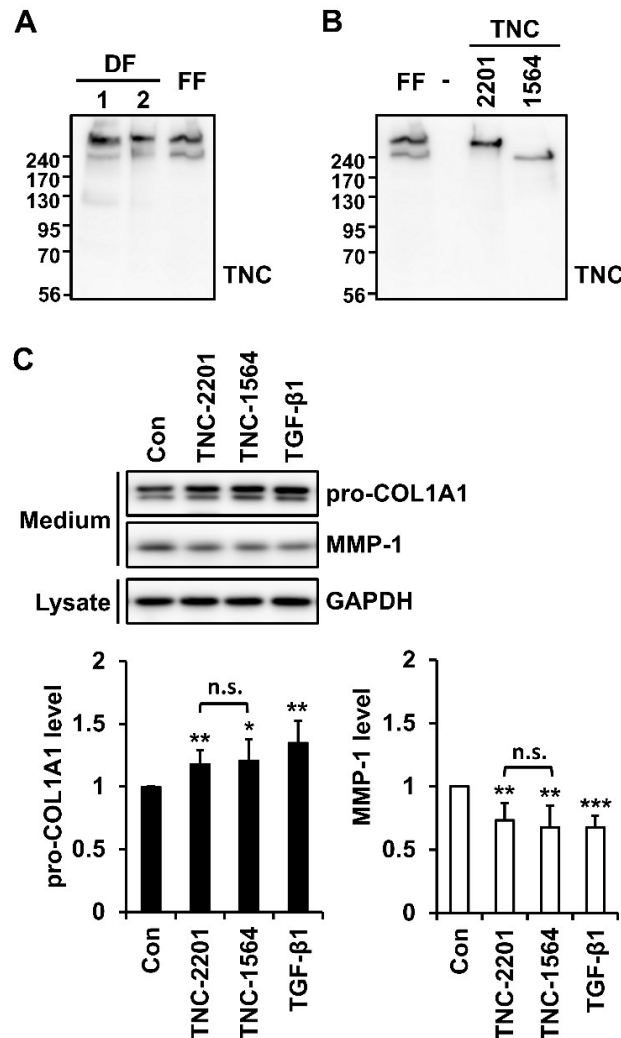 A
DF FF
1 2
240
170
130
95
70
56
TNC
B
TNC
FF - 2201 1564
240
170
130
95
70
56
TNC
C
Con TNC-2201 TNC-1564 TGF-β1
Medium
pro-COL1A1
MMP-1
Lysate
GAPDH
pro-COL1A1 level
2
1.5
1
0.5
0
n.s.
** * **
Con TNC-2201 TNC-1564 TGF-β1
MMP-1 level
2
1.5
1
0.5
0
n.s.
** ** ***
Con TNC-2201 TNC-1564 TGF-β1